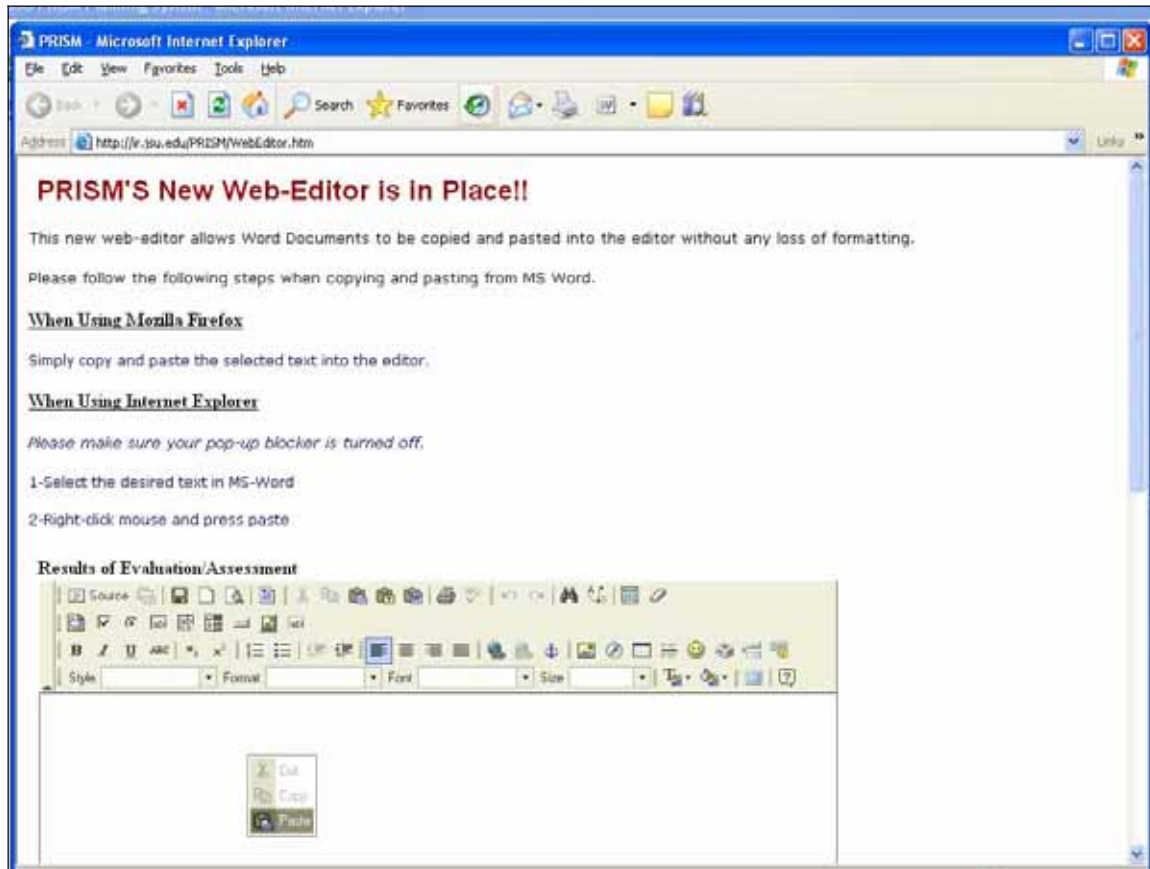 PRISM - Microsoft Internet Explorer
File Edit View Favorites Tools Help
Back Search Favorites
Address http://ir.jsu.edu/PRISM/WebEditor.htm Links »
PRISM'S New Web-Editor is in Place!!
This new web-editor allows Word Documents to be copied and pasted into the editor without any loss of formatting.
Please follow the following steps when copying and pasting from MS Word.
When Using Mozilla Firefox
Simply copy and paste the selected text into the editor.
When Using Internet Explorer
Please make sure your pop-up blocker is turned off.
1-Select the desired text in MS-Word
2-Right-click mouse and press paste
Results of Evaluation/Assessment
Source
B I U ABC
Style Format Font Size
Cut
Copy
Paste